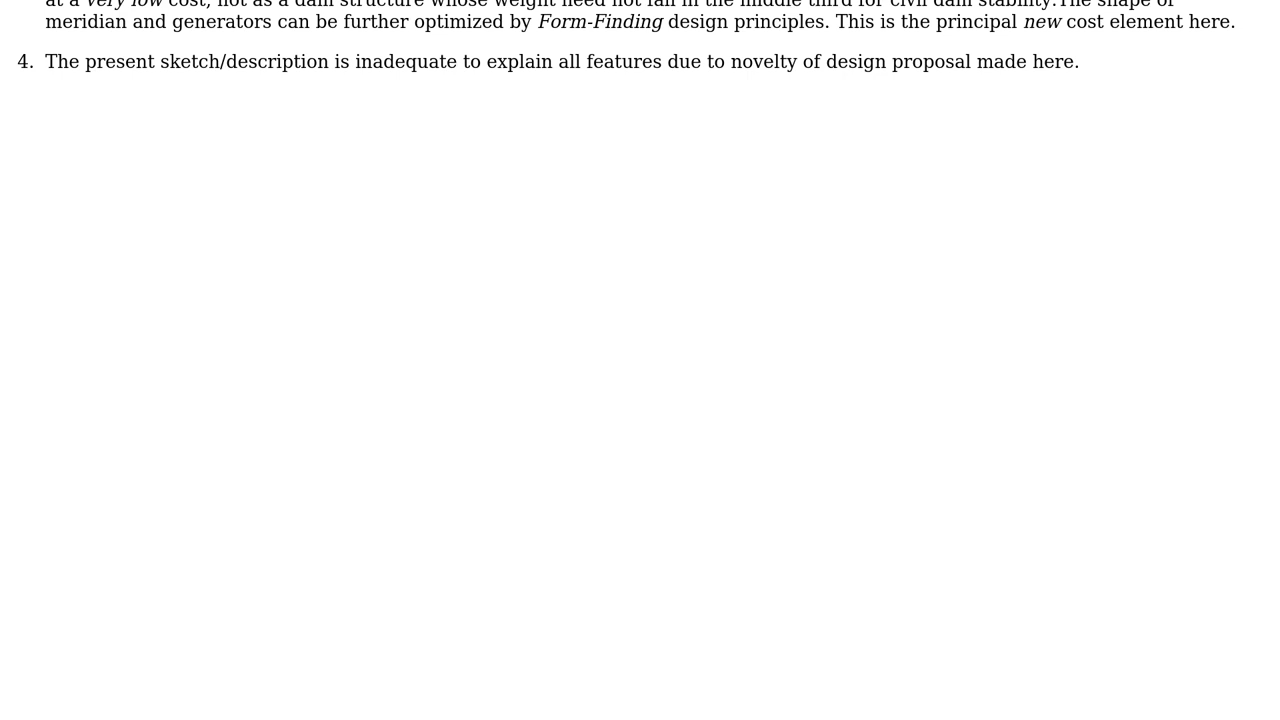 at a very low cost, not as a dam structure whose weight need not fall in the middle third for civil dam stability.The shape of
meridian and generators can be further optimized by Form-Finding design principles. This is the principal new cost element here.
4. The present sketch/description is inadequate to explain all features due to novelty of design proposal made here.